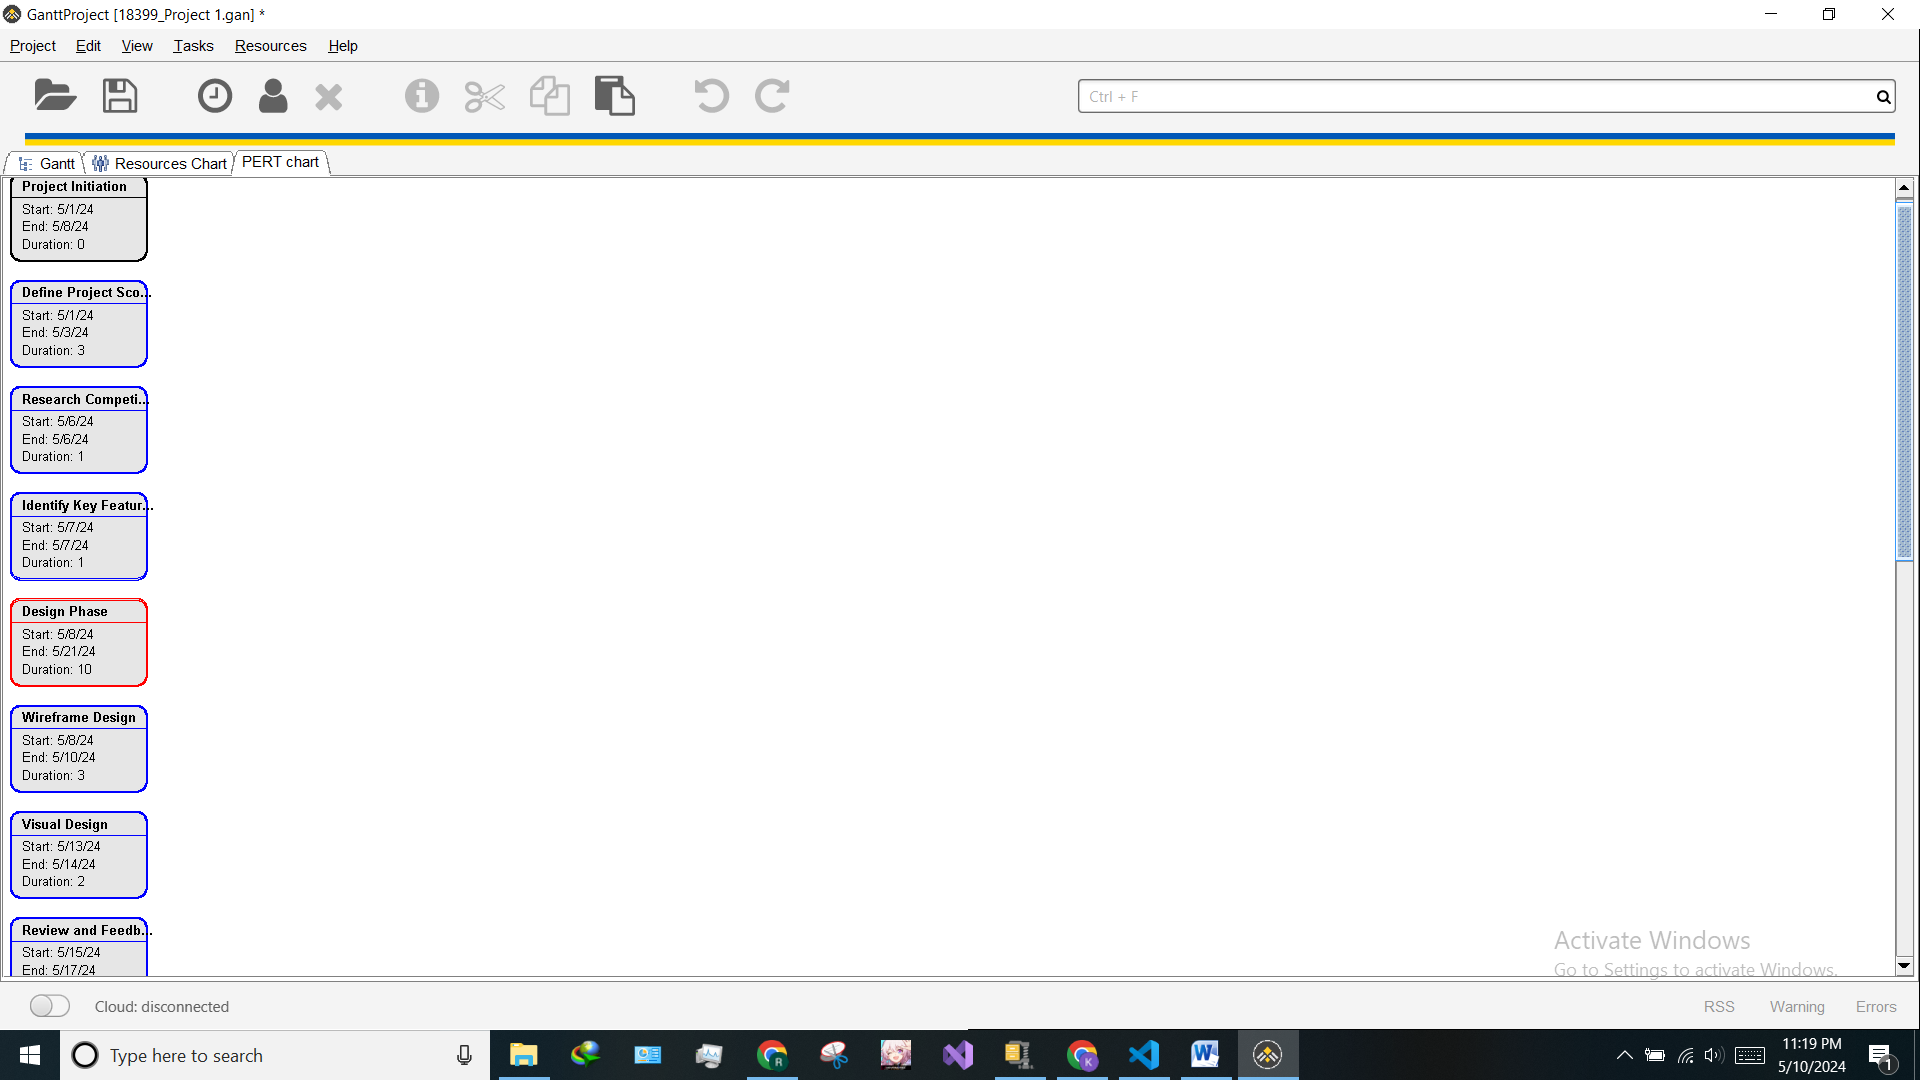 GanttProject [18399_Project 1.gan] *
Project Edit View Tasks Resources Help
Ctrl + F
Gantt Resources Chart PERT chart
Project Initiation
Start: 5/1/24
End: 5/8/24
Duration: 0
Define Project Sco...
Start: 5/1/24
End: 5/3/24
Duration: 3
Research Competi...
Start: 5/6/24
End: 5/6/24
Duration: 1
Identify Key Featur...
Start: 5/7/24
End: 5/7/24
Duration: 1
Design Phase
Start: 5/8/24
End: 5/21/24
Duration: 10
Wireframe Design
Start: 5/8/24
End: 5/10/24
Duration: 3
Visual Design
Start: 5/13/24
End: 5/14/24
Duration: 2
Review and Feedb...
Start: 5/15/24
End: 5/17/24
Activate Windows
Go to Settings to activate Windows.
Cloud: disconnected
RSS Warning Errors
Type here to search
R
K
W
11:19 PM
5/10/2024
1